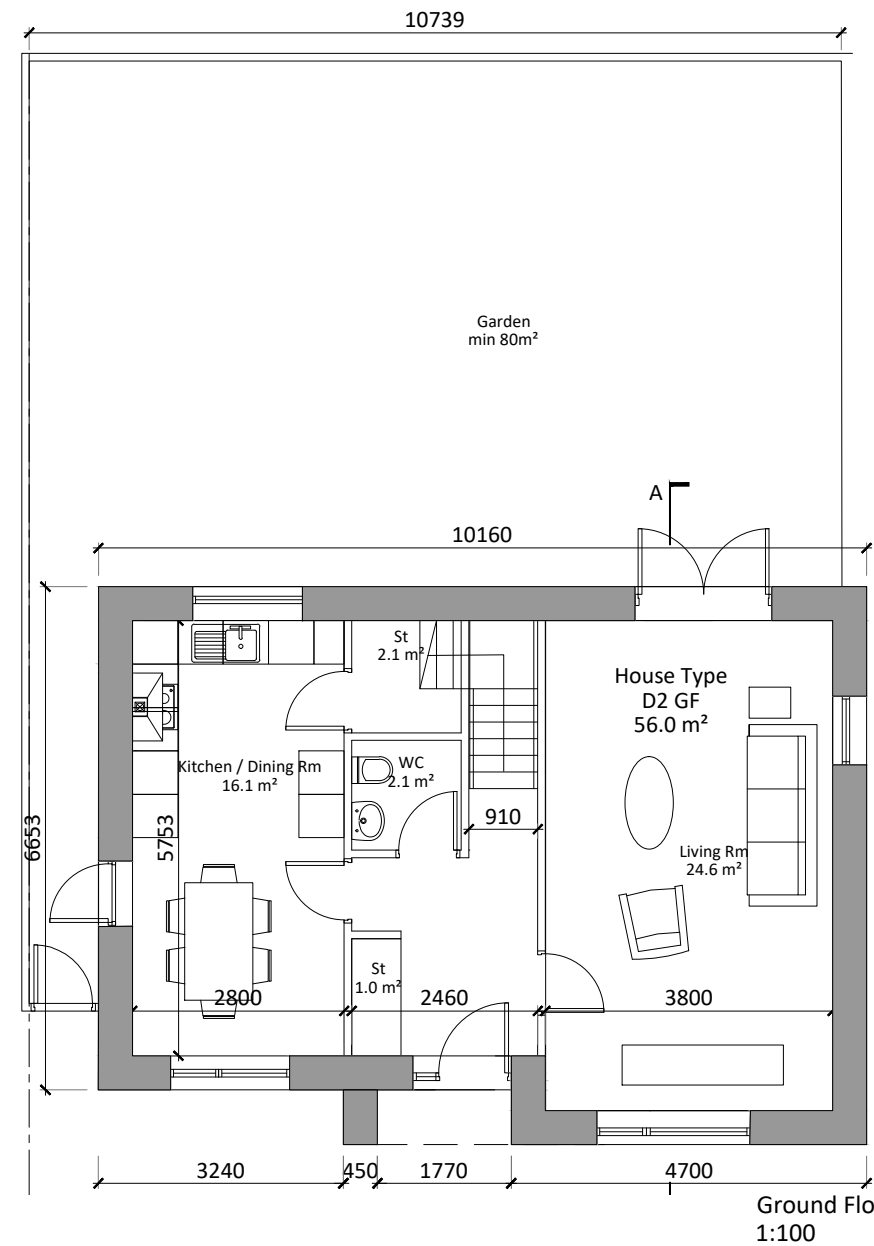 10739
Garden
min 80m²
A
10160
St
2.1 m²
House Type
D2 GF
56.0 m²
Kitchen / Dining Rm
16.1 m²
WC
2.1 m²
910
6653
5753
Living Rm
24.6 m²
St
1.0 m²
2800
2460
3800
3240
450
1770
4700
Ground Flo
1:100